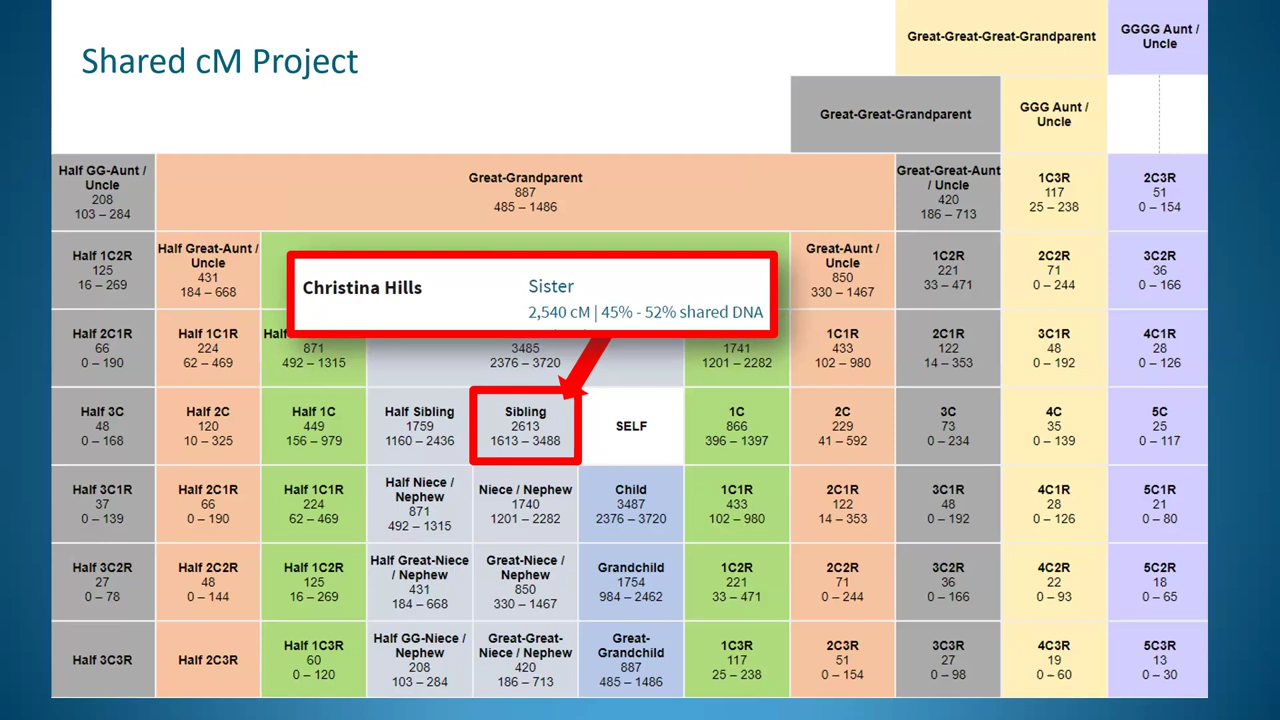 Shared cM Project
Great-Great-Great-Grandparent
GGGG Aunt /
Uncle
Great-Great-Grandparent
GGG Aunt /
Uncle
Half GG-Aunt /
Uncle
208
103 – 284
Great-Grandparent
887
485 – 1486
Great-Great-Aunt
/ Uncle
420
186 – 713
1C3R
117
25 – 238
2C3R
51
0 – 154
Half 1C2R
125
16 – 269
Half Great-Aunt /
Uncle
431
184 – 668
Christina Hills
Sister
2,540 cM | 45% - 52% shared DNA
Great-Aunt /
Uncle
850
330 – 1467
1C2R
221
33 – 471
2C2R
71
0 – 244
3C2R
36
0 – 166
Half 2C1R
66
0 – 190
Half 1C1R
224
62 – 469
Half
871
492 – 1315
3485
2376 – 3720
1741
1201 – 2282
1C1R
433
102 – 980
2C1R
122
14 – 353
3C1R
48
0 – 192
4C1R
28
0 – 126
Half 3C
48
0 – 168
Half 2C
120
10 – 325
Half 1C
449
156 – 979
Half Sibling
1759
1160 – 2436
Sibling
2613
1613 – 3488
SELF
1C
866
396 – 1397
2C
229
41 – 592
3C
73
0 – 234
4C
35
0 – 139
5C
25
0 – 117
Half 3C1R
37
0 – 139
Half 2C1R
66
0 – 190
Half 1C1R
224
62 – 469
Half Niece /
Nephew
871
492 – 1315
Niece / Nephew
1740
1201 – 2282
Child
3487
2376 – 3720
1C1R
433
102 – 980
2C1R
122
14 – 353
3C1R
48
0 – 192
4C1R
28
0 – 126
5C1R
21
0 – 80
Half 3C2R
27
0 – 78
Half 2C2R
48
0 – 144
Half 1C2R
125
16 – 269
Half Great-Niece
/ Nephew
431
184 – 668
Great-Niece /
Nephew
850
330 – 1467
Grandchild
1754
984 – 2462
1C2R
221
33 – 471
2C2R
71
0 – 244
3C2R
36
0 – 166
4C2R
22
0 – 93
5C2R
18
0 – 65
Half 3C3R
Half 2C3R
Half 1C3R
60
0 – 120
Half GG-Niece /
Nephew
208
103 – 284
Great-Great-
Niece / Nephew
420
186 – 713
Great-
Grandchild
887
485 – 1486
1C3R
117
25 – 238
2C3R
51
0 – 154
3C3R
27
0 – 98
4C3R
19
0 – 60
5C3R
13
0 – 30